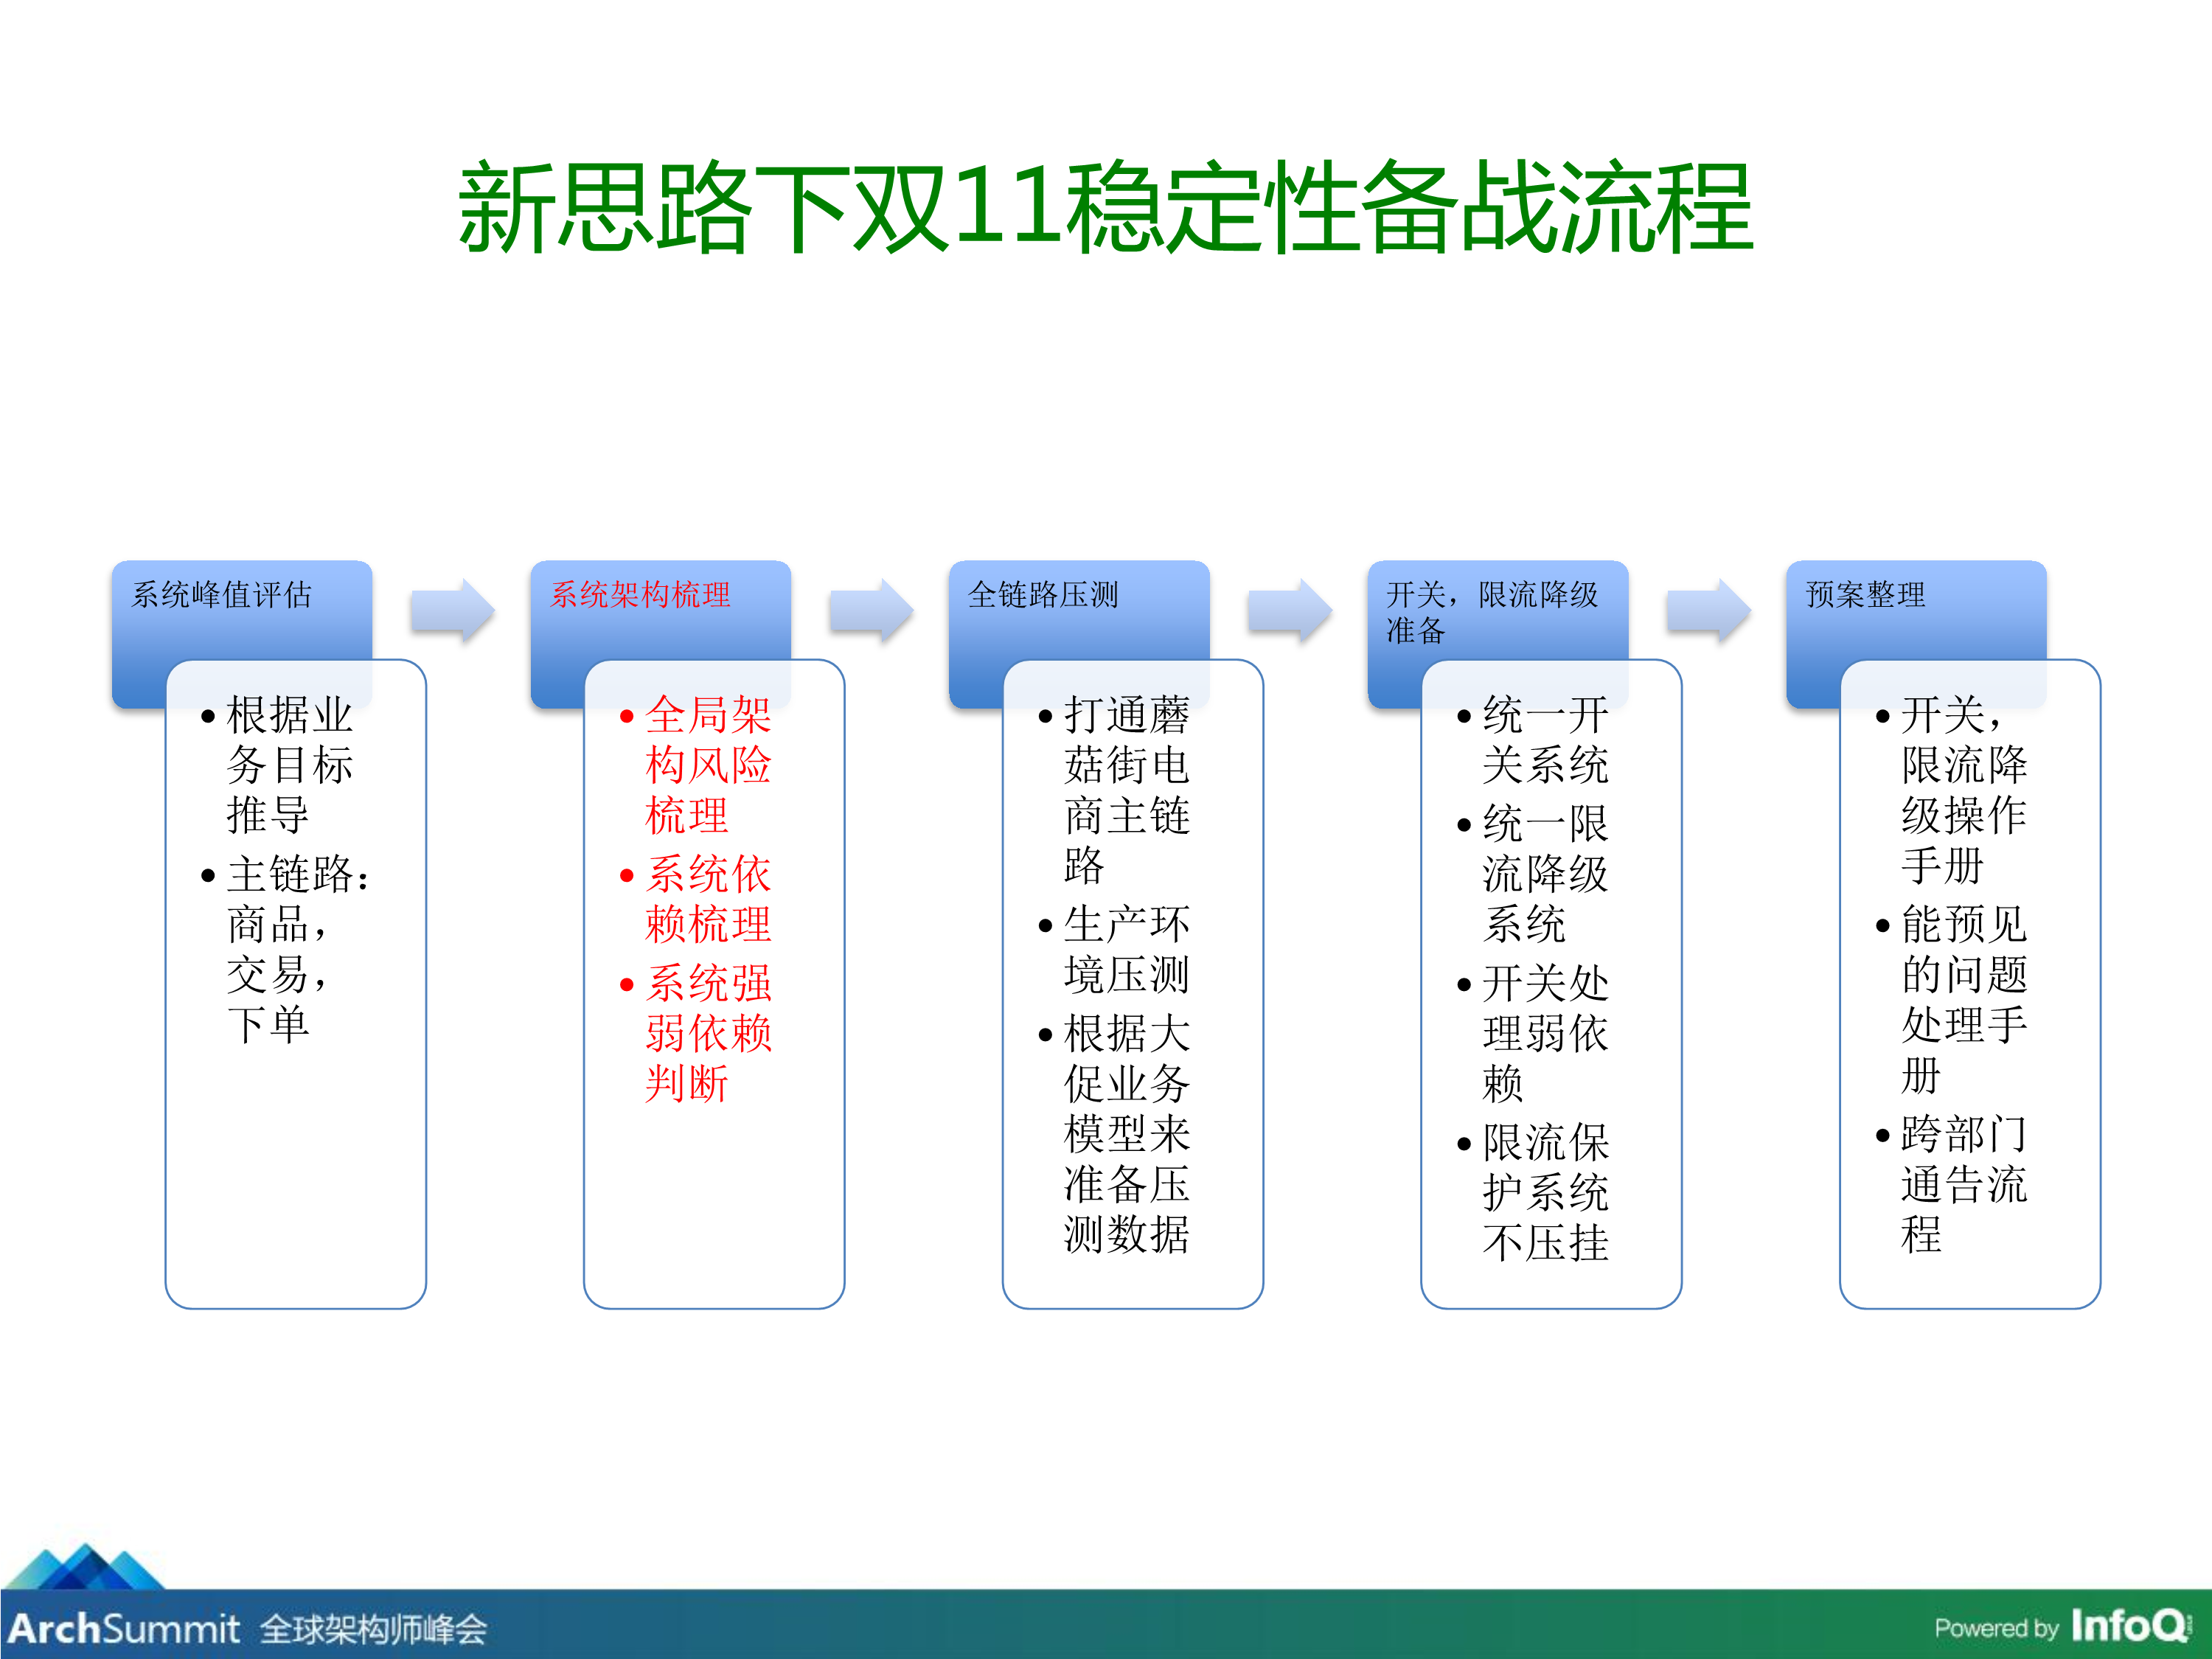 新思路下双11稳定性备战流程
系统峰值评估
• 根据业
务目标
推导
• 主链路：
商品，
交易，
下单
系统架构梳理
• 全局架
构风险
梳理
• 系统依
赖梳理
• 系统强
弱依赖
判断
全链路压测
• 打通蘑
菇街电
商主链
路
• 生产环
境压测
• 根据大
促业务
模型来
准备压
测数据
开关，限流降级
准备
• 统一开
关系统
• 统一限
流降级
系统
• 开关处
理弱依
赖
• 限流保
护系统
不压挂
预案整理
• 开关，
限流降
级操作
手册
• 能预见
的问题
处理手
册
• 跨部门
通告流
程
ArchSummit 全球架构师峰会
Powered by InfoQ